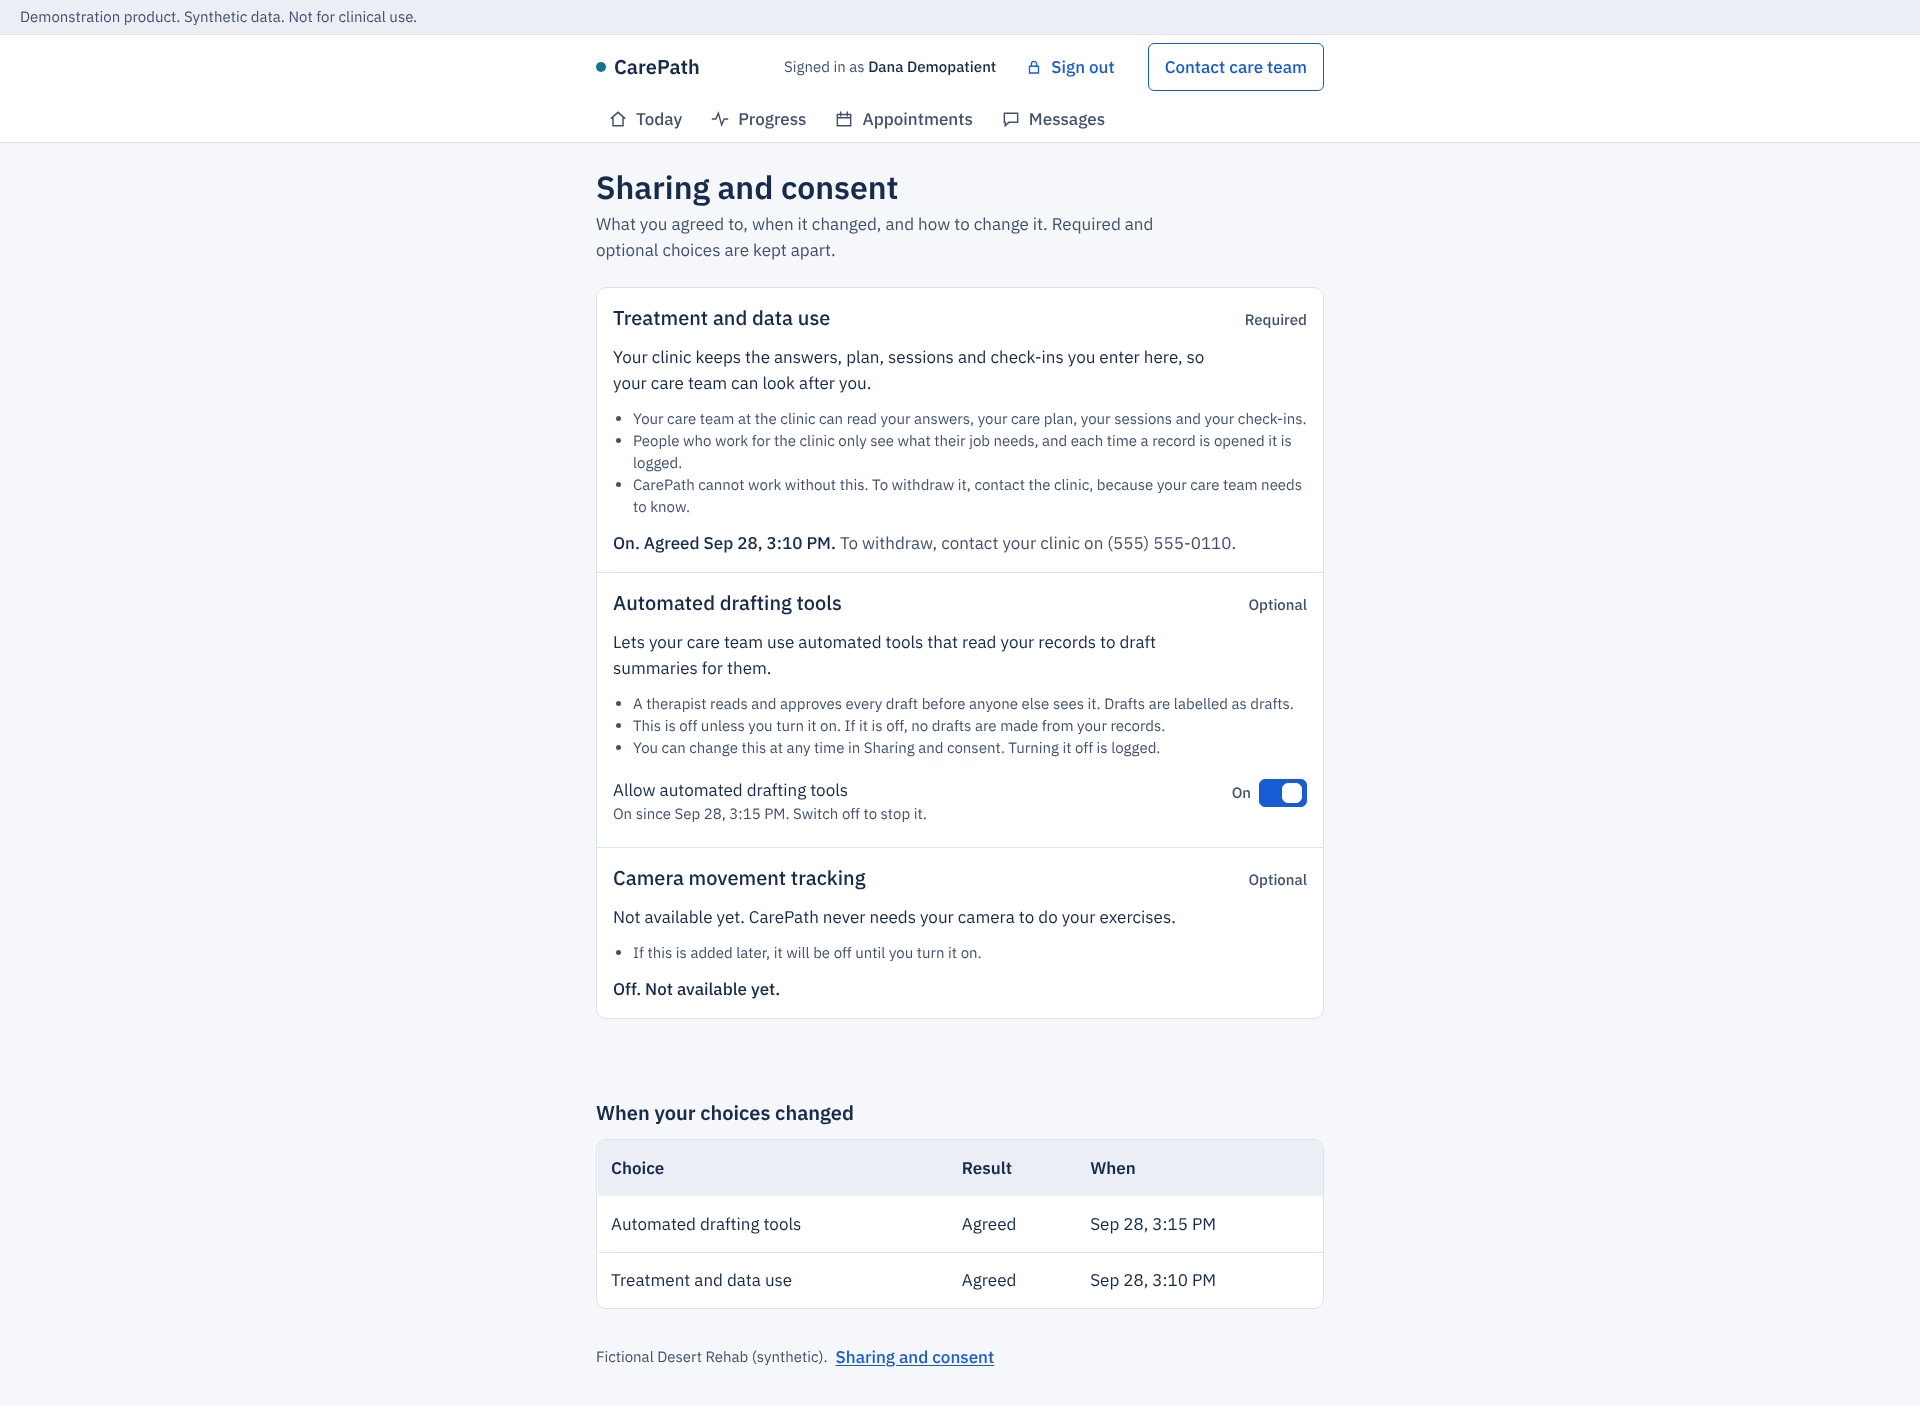 Demonstration product. Synthetic data. Not for clinical use.
CarePath
Signed in as Dana Demopatient
Sign out
Contact care team
Today
Progress
Appointments
Messages
Sharing and consent
What you agreed to, when it changed, and how to change it. Required and
optional choices are kept apart.
Treatment and data use
Required
Your clinic keeps the answers, plan, sessions and check-ins you enter here, so
your care team can look after you.
• Your care team at the clinic can read your answers, your care plan, your sessions and your check-ins.
• People who work for the clinic only see what their job needs, and each time a record is opened it is
logged.
• CarePath cannot work without this. To withdraw it, contact the clinic, because your care team needs
to know.
On. Agreed Sep 28, 3:10 PM. To withdraw, contact your clinic on (555) 555-0110.
Automated drafting tools
Optional
Lets your care team use automated tools that read your records to draft
summaries for them.
• A therapist reads and approves every draft before anyone else sees it. Drafts are labelled as drafts.
• This is off unless you turn it on. If it is off, no drafts are made from your records.
• You can change this at any time in Sharing and consent. Turning it off is logged.
Allow automated drafting tools
On
On since Sep 28, 3:15 PM. Switch off to stop it.
Camera movement tracking
Optional
Not available yet. CarePath never needs your camera to do your exercises.
• If this is added later, it will be off until you turn it on.
Off. Not available yet.
When your choices changed
Choice Result When
Automated drafting tools Agreed Sep 28, 3:15 PM
Treatment and data use Agreed Sep 28, 3:10 PM
Fictional Desert Rehab (synthetic). Sharing and consent